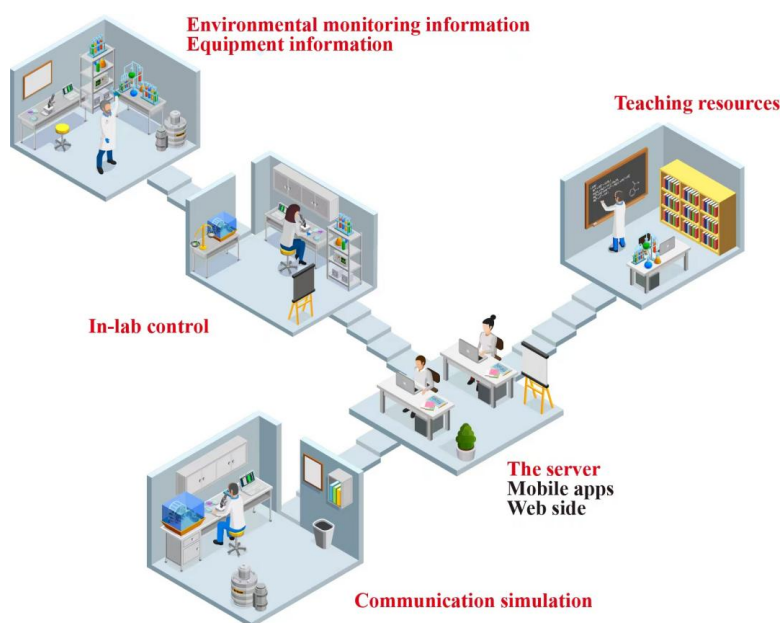 Environmental monitoring information
Equipment information
Teaching resources
In-lab control
The server
Mobile apps
Web side
Communication simulation